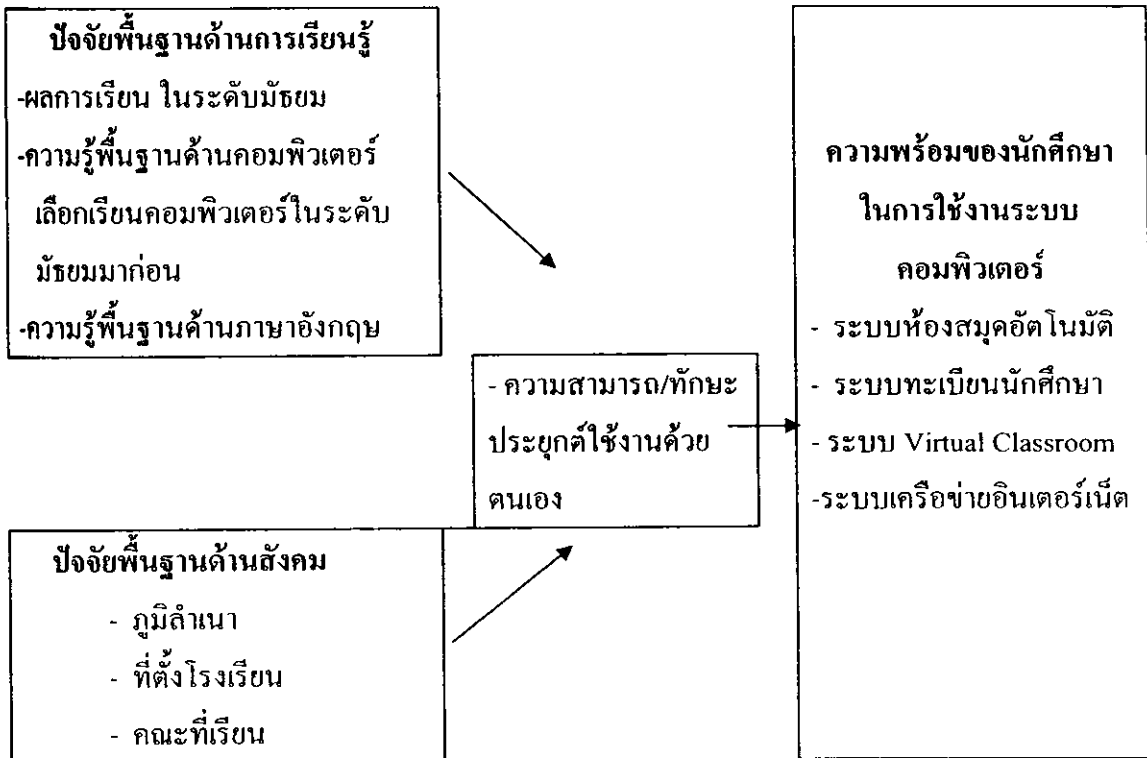 ปัจจัยพื้นฐานด้านการเรียนรู้
-ผลการเรียน ในระดับมัธยม
-ความรู้พื้นฐานด้านคอมพิวเตอร์
เลือกเรียนคอมพิวเตอร์ในระดับ
มัธยมมาก่อน
-ความรู้พื้นฐานด้านภาษาอังกฤษ
- ความสามารถ/ทักษะ
ประยุกต์ใช้งานด้วย
ตนเอง
ปัจจัยพื้นฐานด้านสังคม
- ภูมิลำเนา
- ที่ตั้งโรงเรียน
- คณะที่เรียน
ความพร้อมของนักศึกษา
ในการใช้งานระบบ
คอมพิวเตอร์
- ระบบห้องสมุดอัตโนมัติ
- ระบบทะเบียนนักศึกษา
- ระบบ Virtual Classroom
-ระบบเครือข่ายอินเตอร์เน็ต